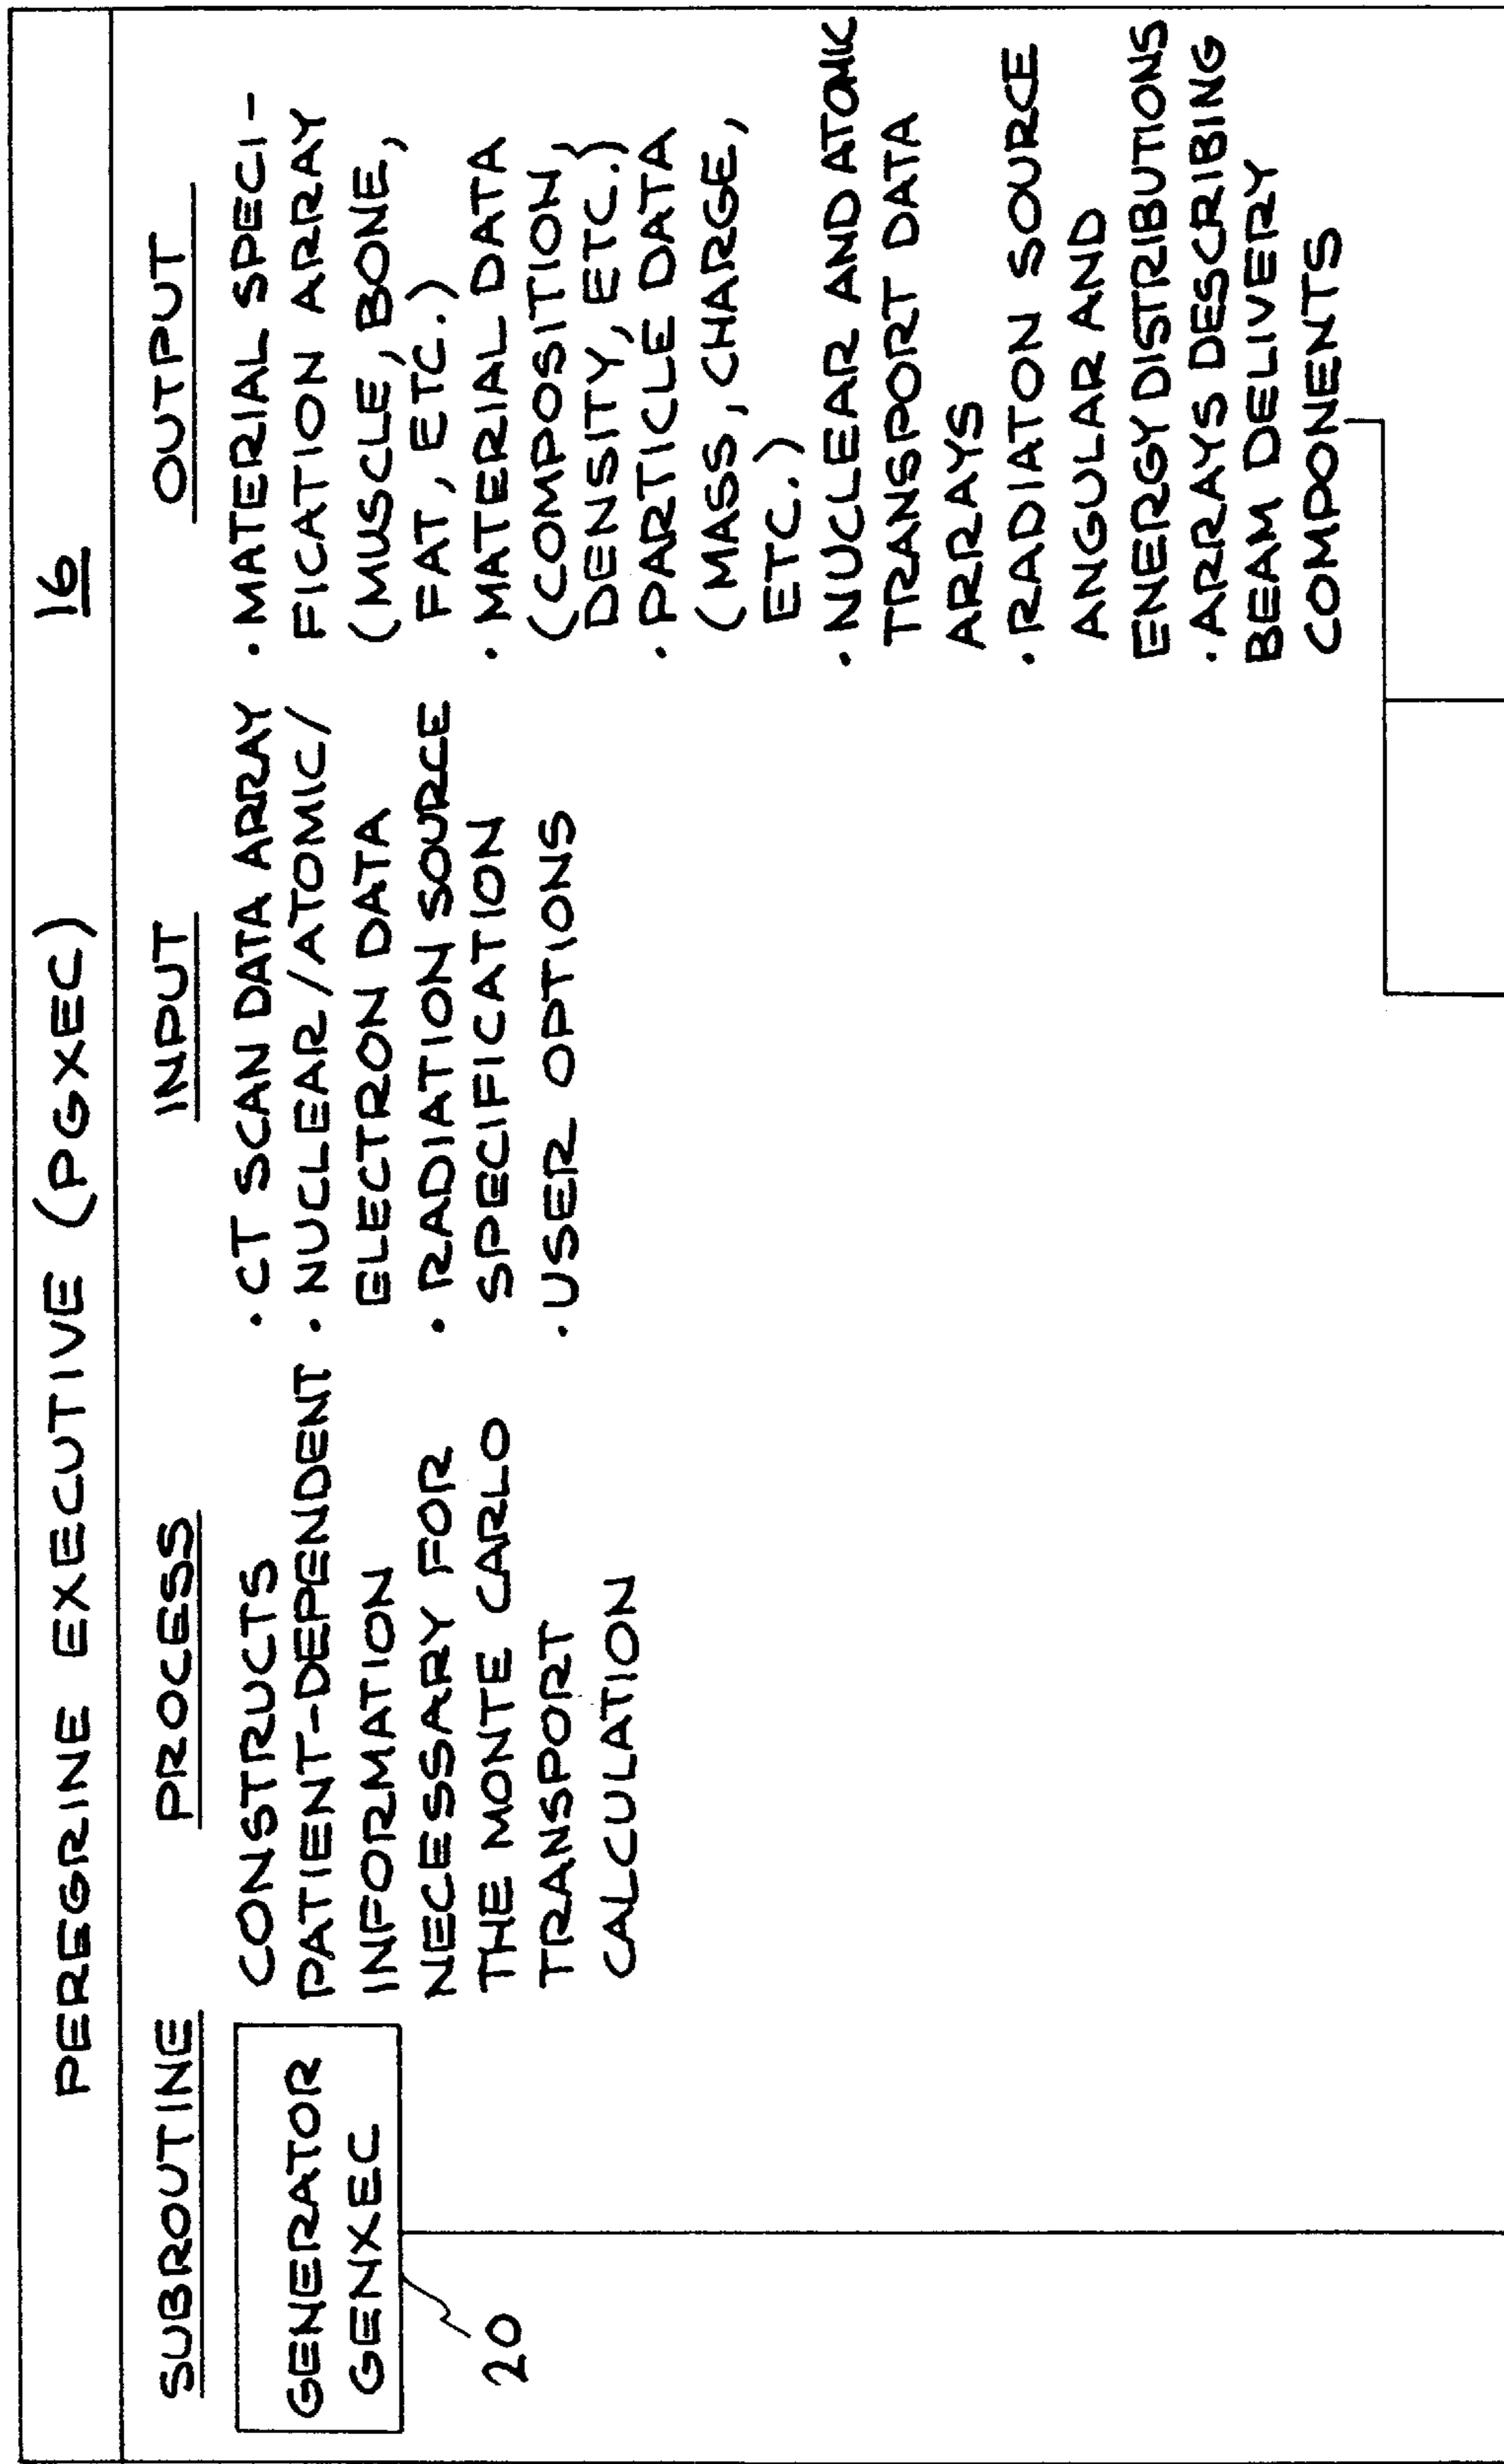 PEREGRINE EXECUTIVE (PGXEC) 16
SUBROUTINE
GENERATOR
GENXEC
20
PROCESS
CONSTRUCTS
PATIENT-DEPENDENT
INFORMATION
NECESSARY FOR
THE MONTE CARLO
TRANSPORT
CALCULATION
INPUT
· CT SCAN DATA ARRAY
· NUCLEAR/ATOMIC/
ELECTRON DATA
· RADIATION SOURCE
SPECIFICATION
· USER OPTIONS
OUTPUT
· MATERIAL SPECI-
FICATION ARRAY
(MUSCLE, BONE,
FAT, ETC.)
· MATERIAL DATA
(COMPOSITION,
DENSITY, ETC.)
· PARTICLE DATA
(MASS, CHARGE,
ETC.)
· NUCLEAR AND ATOMIC
TRANSPORT DATA
ARRAYS
· RADIATON SOURCE
ANGULAR AND
ENERGY DISTRIBUTIONS
· ARRAYS DESCRIBING
BEAM DELIVERY
COMPONENTS